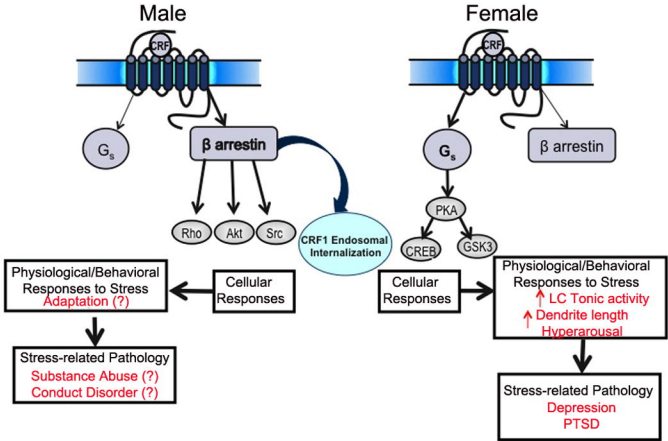 Male
Female
CRF
CRF
Gs
β arrestin
Gs
β arrestin
Rho
Akt
Src
CRF1 Endosomal
Internalization
PKA
CREB
GSK3
Physiological/Behavioral
Responses to Stress
Adaptation (?)
Cellular
Responses
Cellular
Responses
Physiological/Behavioral
Responses to Stress
↑ LC Tonic activity
↑ Dendrite length
Hyperarousal
Stress-related Pathology
Substance Abuse (?)
Conduct Disorder (?)
Stress-related Pathology
Depression
PTSD